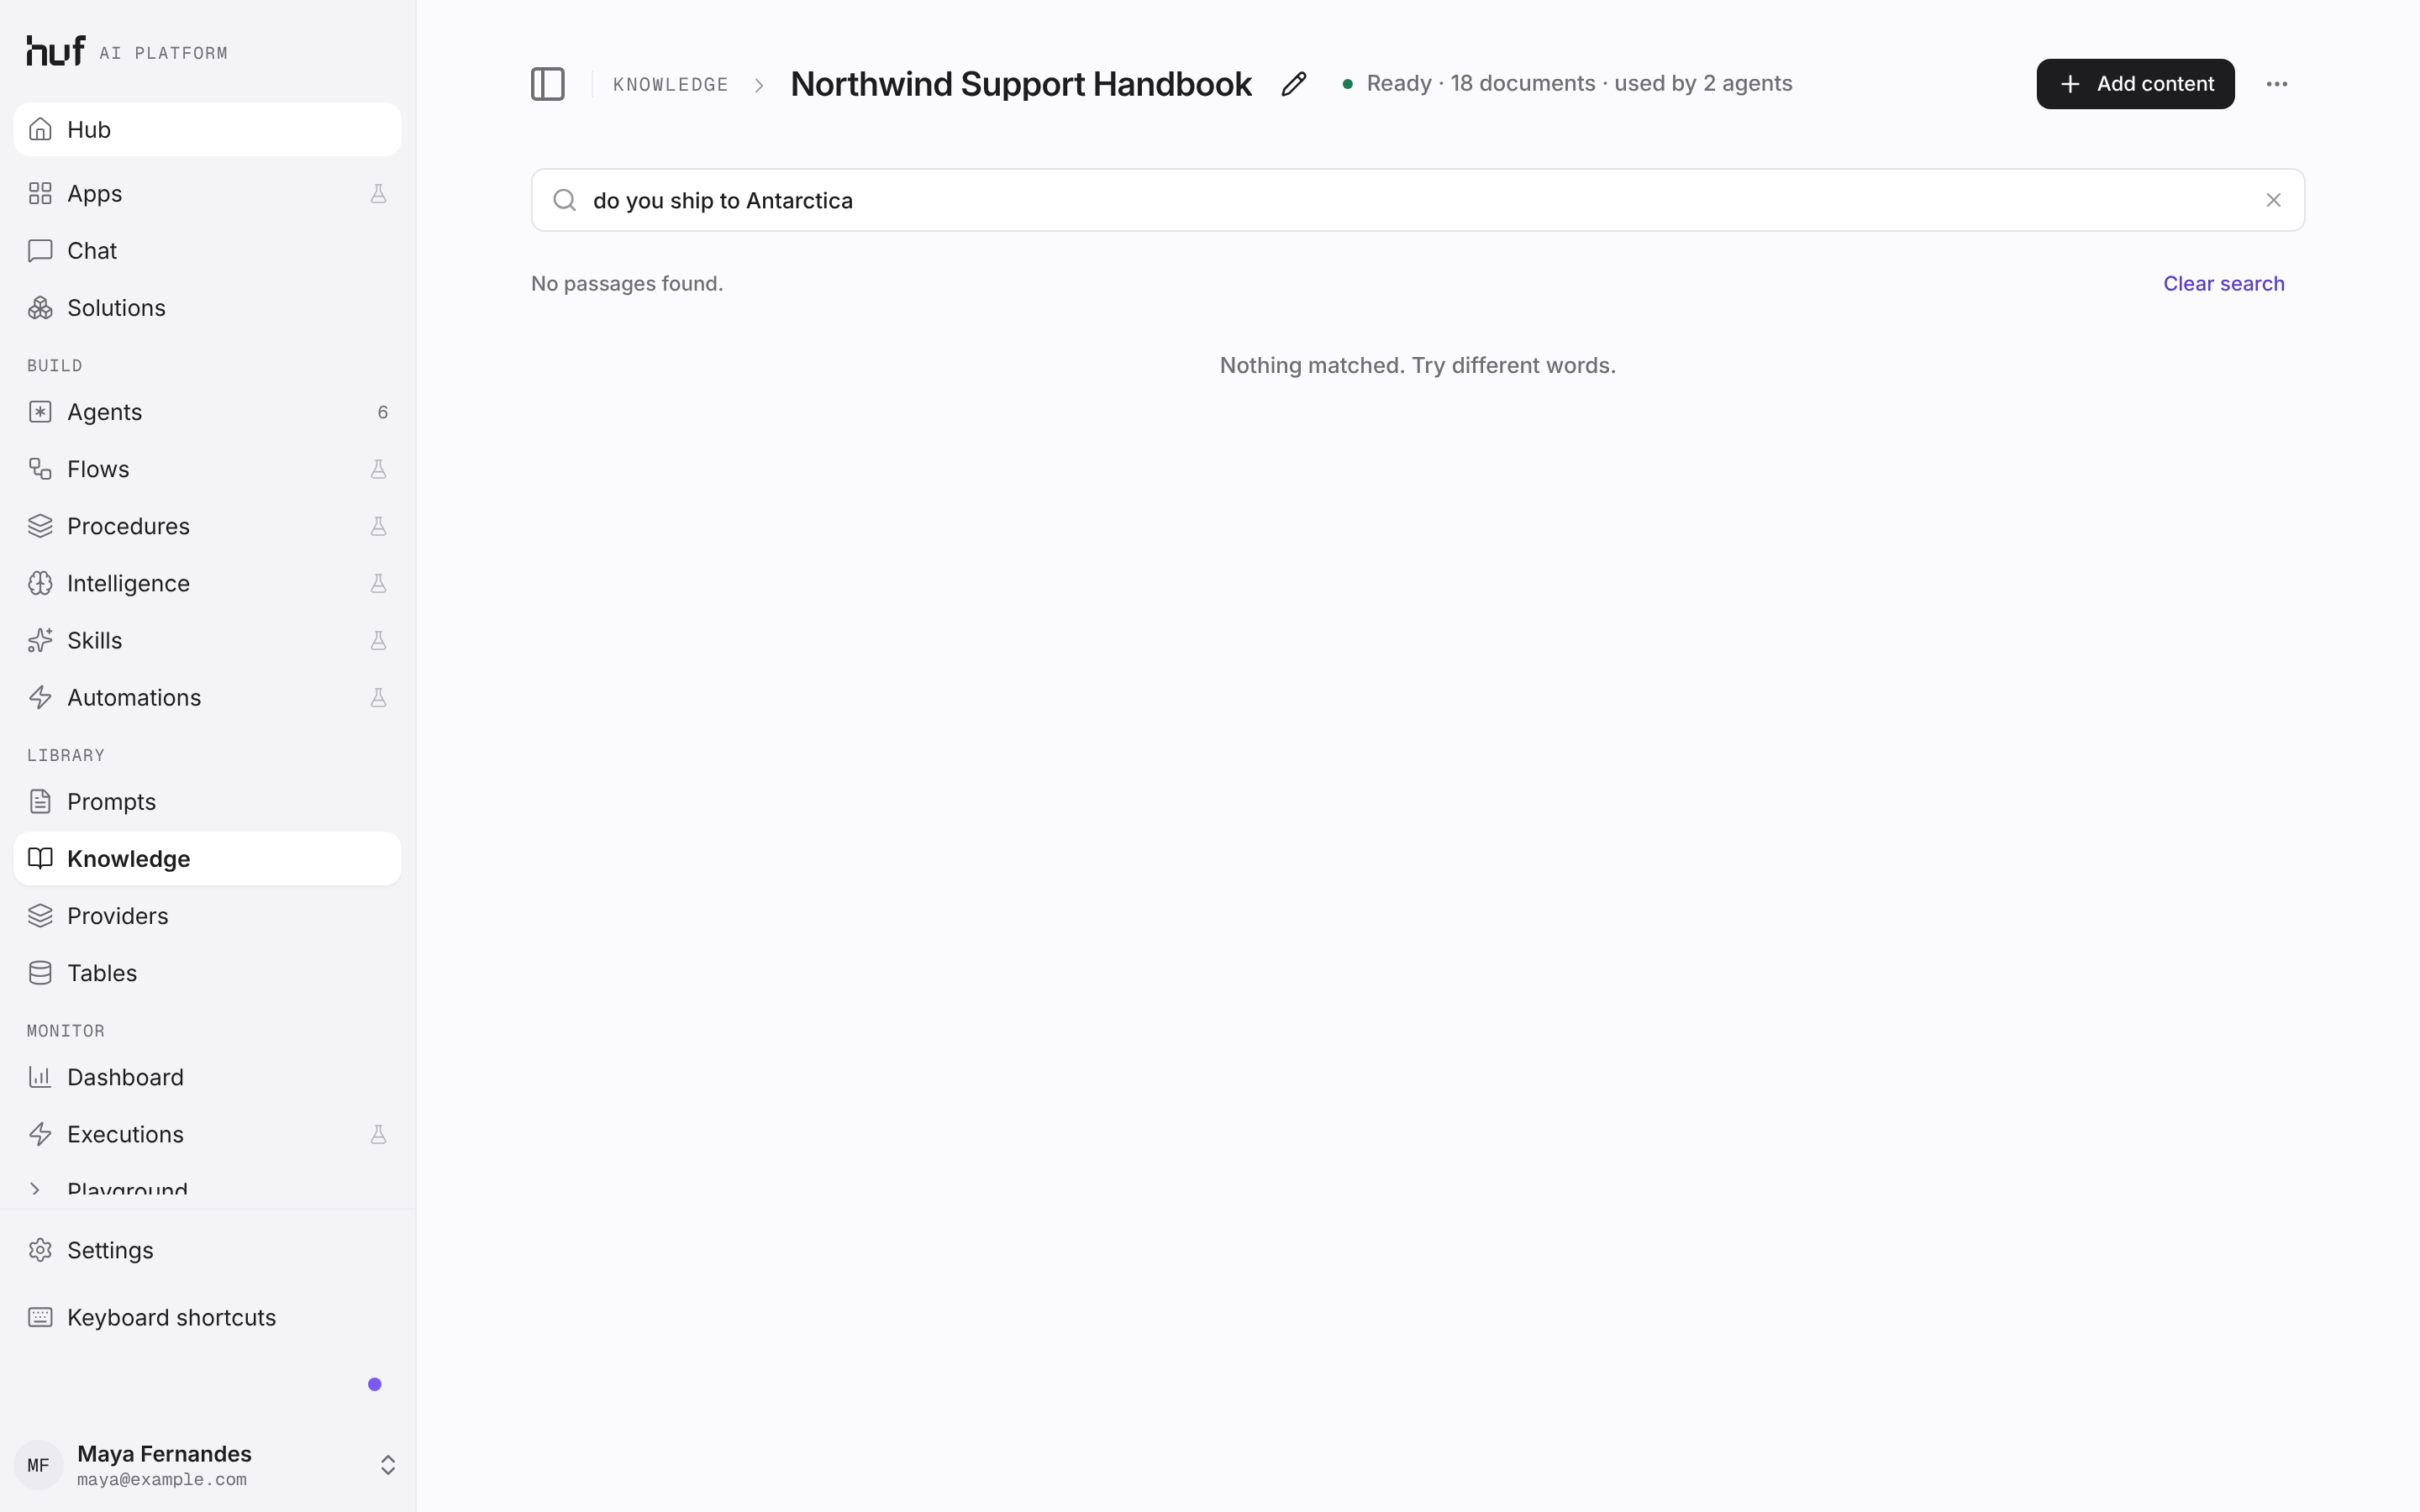 huf AI PLATFORM
Hub
Apps
Chat
Solutions
BUILD
Agents 6
Flows
Procedures
Intelligence
Skills
Automations
LIBRARY
Prompts
Knowledge
Providers
Tables
MONITOR
Dashboard
Executions
Playground
Settings
Keyboard shortcuts
MF Maya Fernandes
maya@example.com
KNOWLEDGE Northwind Support Handbook Ready · 18 documents · used by 2 agents Add content
do you ship to Antarctica
No passages found. Clear search
Nothing matched. Try different words.